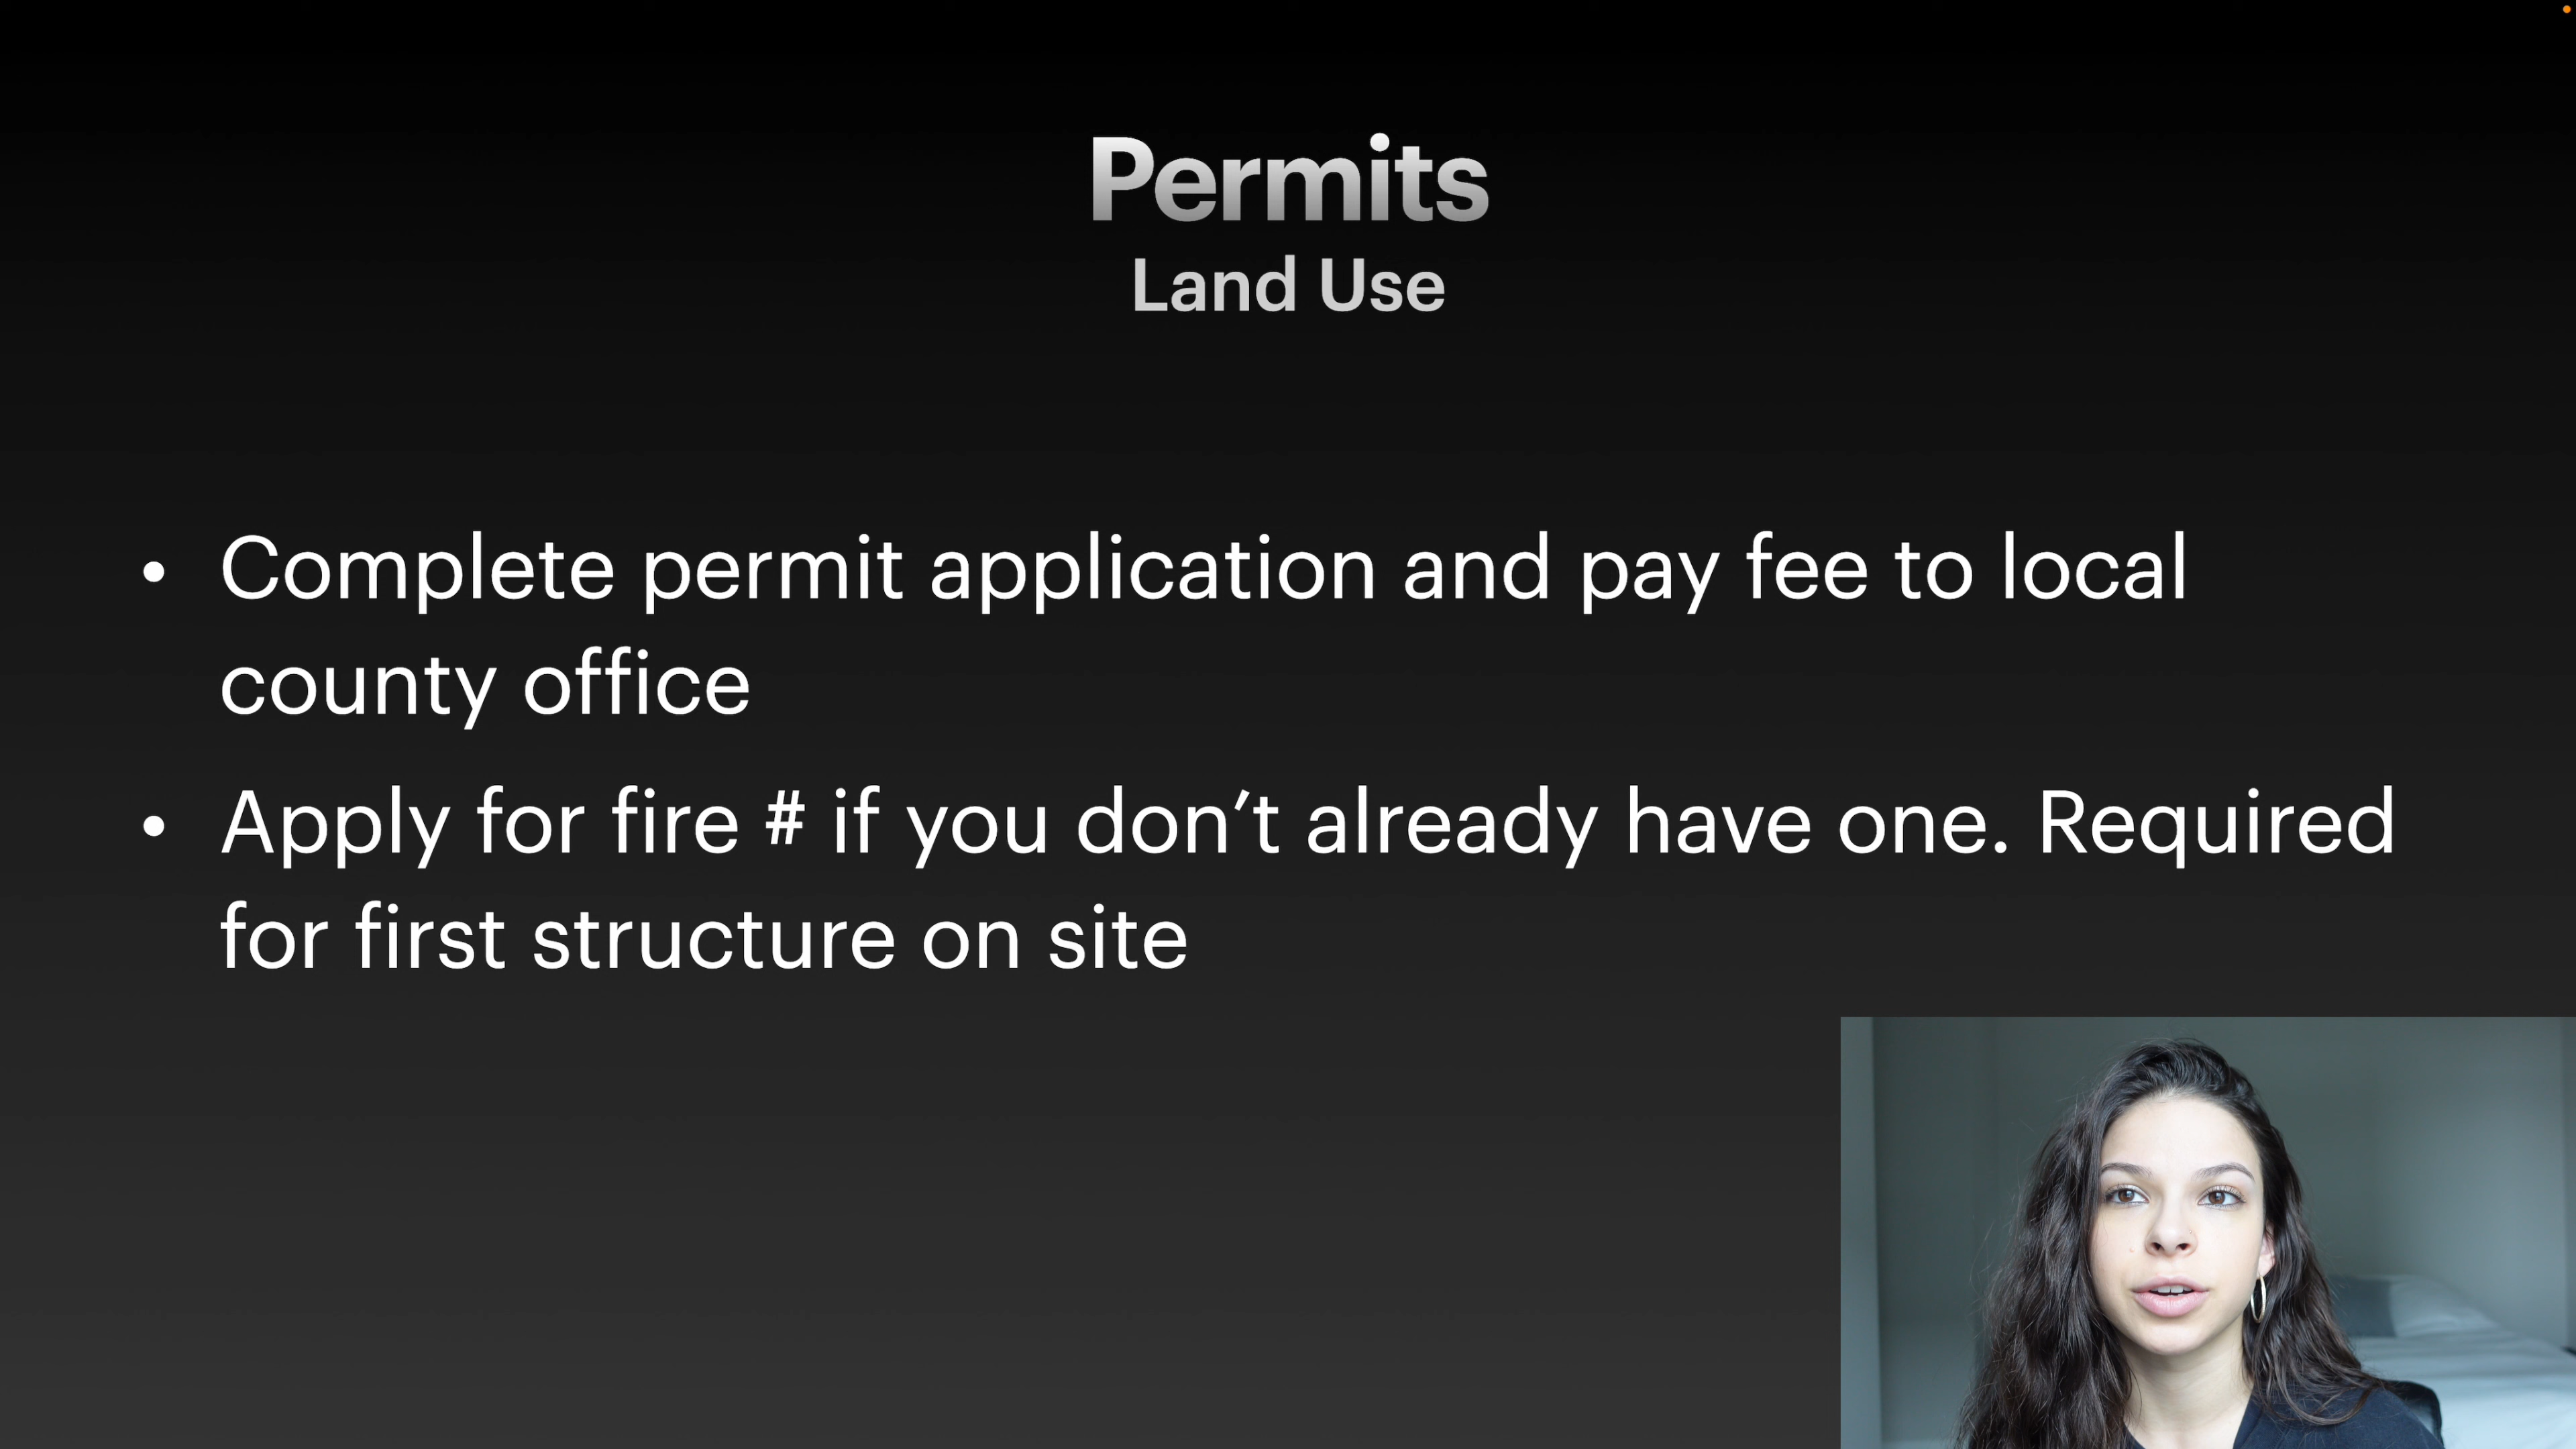 Permits
Land Use
• Complete permit application and pay fee to local
county office
• Apply for fire # if you don’t already have one. Required
for first structure on site